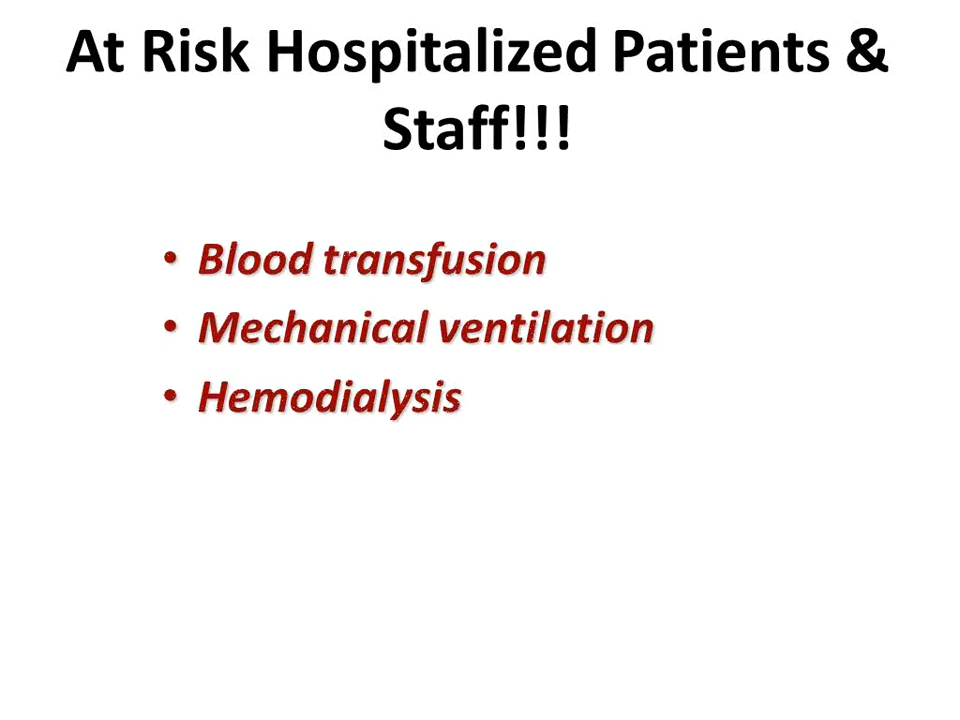 At Risk Hospitalized Patients &
Staff!!!
• Blood transfusion
• Mechanical ventilation
• Hemodialysis